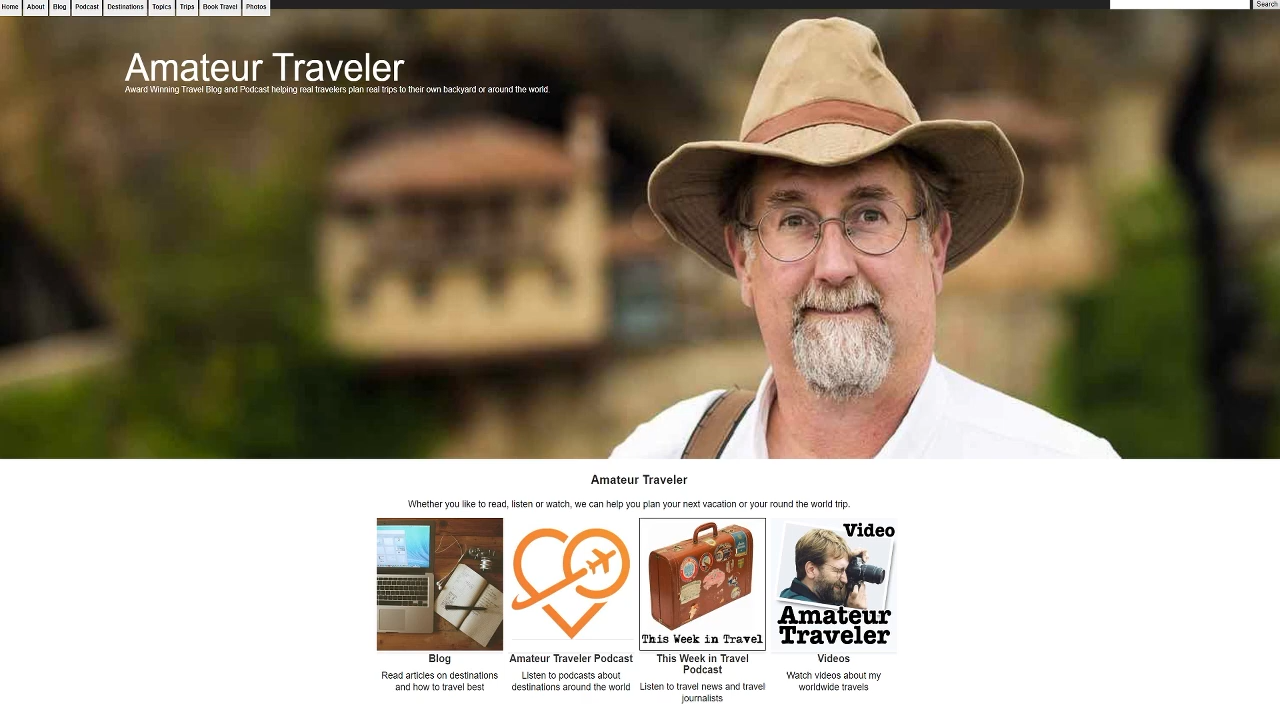 Home About Blog Podcast Destinations Topics Trips Book Travel Photos Search
Amateur Traveler
Award Winning Travel Blog and Podcast helping real travelers plan real trips to their own backyard or around the world.
Amateur Traveler
Whether you like to read, listen or watch, we can help you plan your next vacation or your round the world trip.
This Week in Travel
Video
Amateur
Traveler
Blog
Read articles on destinations
and how to travel best
Amateur Traveler Podcast
Listen to podcasts about
destinations around the world
This Week in Travel
Podcast
Listen to travel news and travel
journalists
Videos
Watch videos about my
worldwide travels